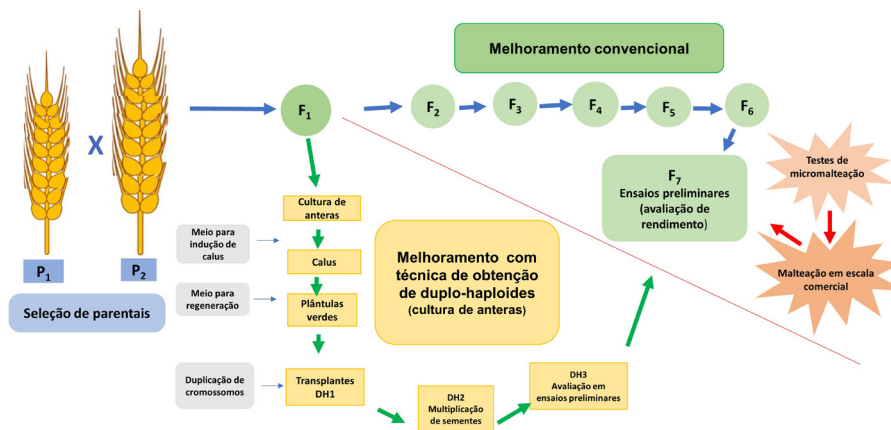 Melhoramento convencional
X
P1
P2
Seleção de parentais
F1
F2
F3
F4
F5
F6
F7
Ensaios preliminares
(avaliação de
rendimento)
Testes de
micromalteação
Malteação em escala
comercial
Cultura de
anteras
Meio para
indução de
calus
Calus
Meio para
regeneração
Plântulas
verdes
Duplicação de
cromossomos
Transplantes
DH1
Melhoramento com
técnica de obtenção
de duplo-haploides
(cultura de anteras)
DH2
Multiplicação
de sementes
DH3
Avaliação em
ensaios preliminares